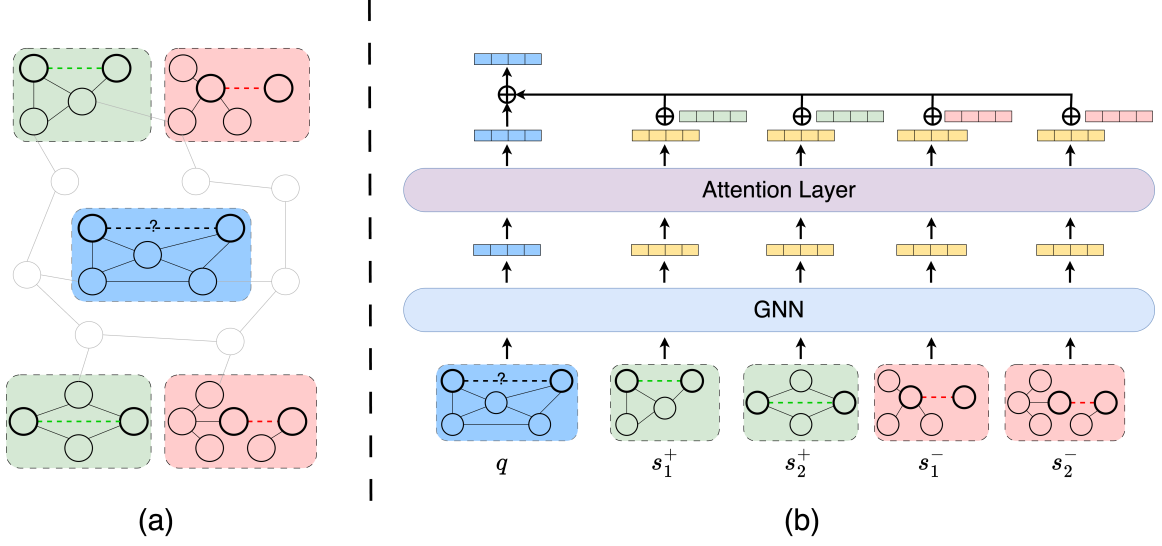 ?
Attention Layer
GNN
?
q s₁⁺ s₂⁺ s₁⁻ s₂⁻
(a) (b)